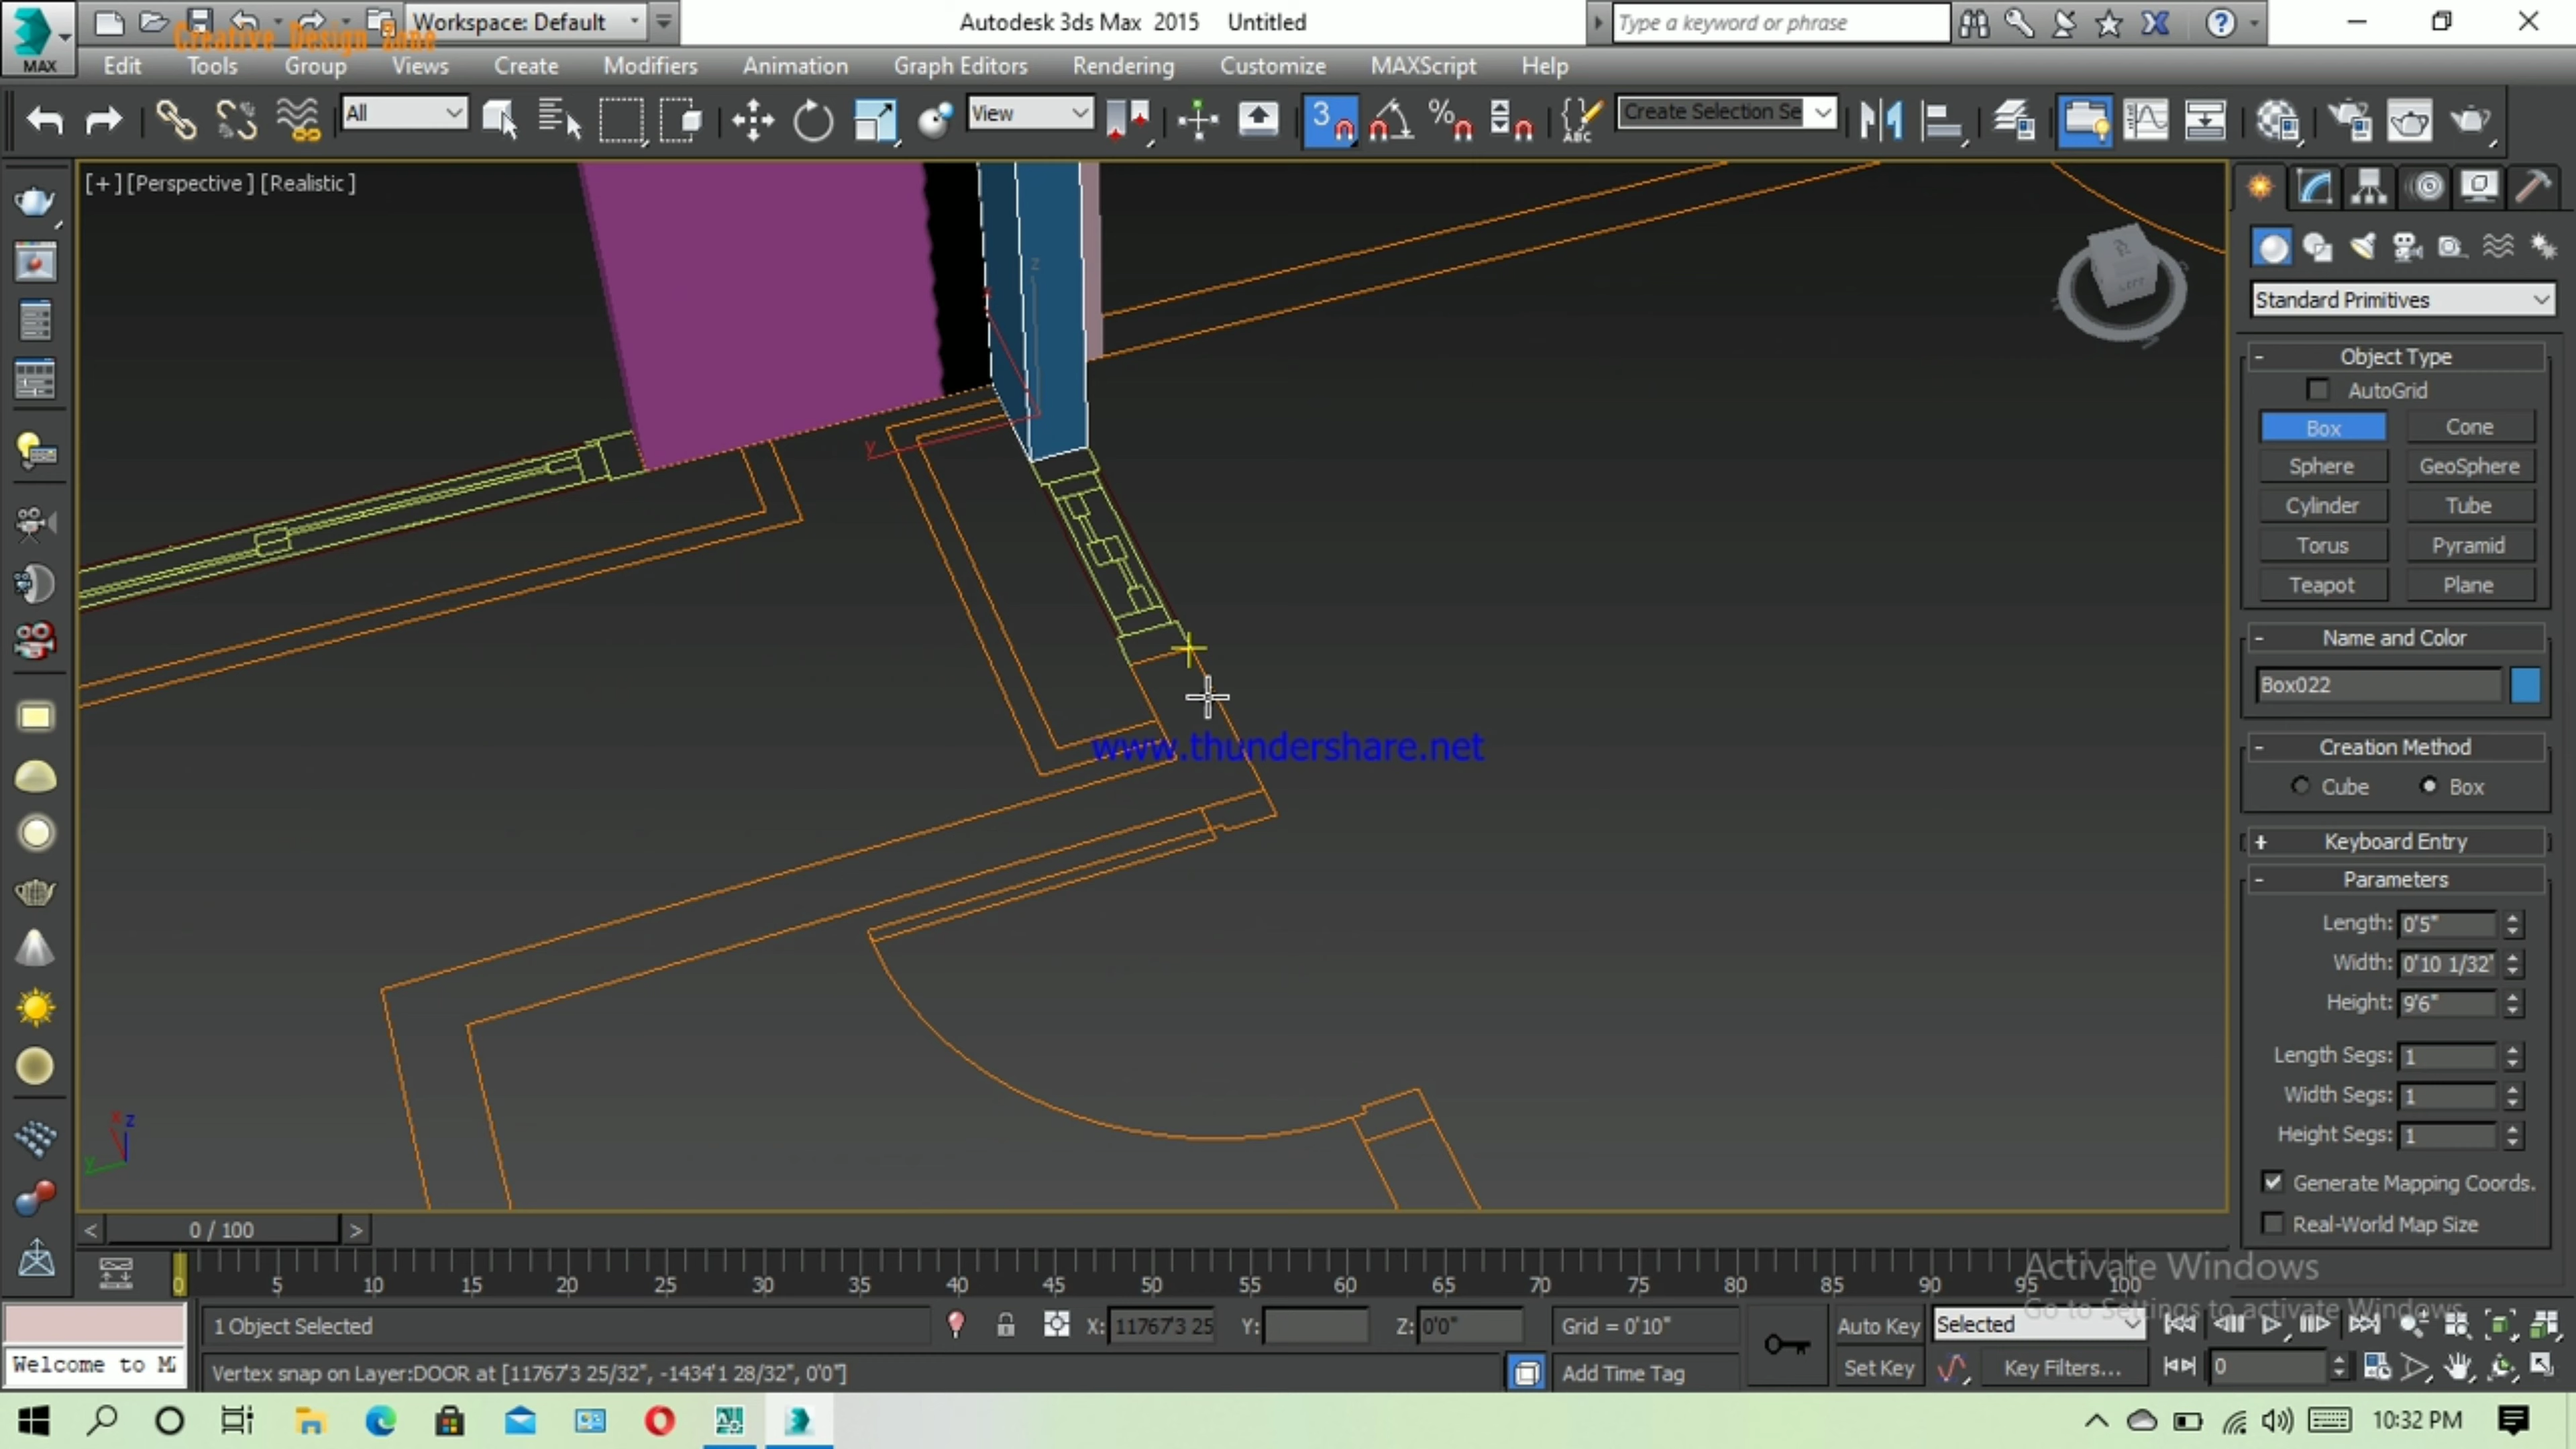 Workspace: Default
Autodesk 3ds Max 2015 Untitled
Type a keyword or phrase
Creative Design Zone
MAX
Edit Tools Group Views Create Modifiers Animation Graph Editors Rendering Customize MAXScript Help
All
View
3
ABC
Create Selection Se
[+] [Perspective] [Realistic]
Standard Primitives
- Object Type
AutoGrid
Box Cone
Sphere GeoSphere
Cylinder Tube
Torus Pyramid
Teapot Plane
- Name and Color
Box022
- Creation Method
Cube Box
+ Keyboard Entry
- Parameters
Length: 0'5"
Width: 0'10 1/32"
Height: 9'6"
Length Segs: 1
Width Segs: 1
Height Segs: 1
Generate Mapping Coords.
Real-World Map Size
z
y
www.thundershare.net
x z
y
< 0 / 100 >
0 5 10 15 20 25 30 35 40 45 50 55 60 65 70 75 80 85 90 95 100
Activate Windows
Go to Settings to activate Windows.
1 Object Selected X: 11767'3 25 Y: Z: 0'0" Grid = 0'10" Auto Key Selected
Welcome to M
Vertex snap on Layer:DOOR at [11767'3 25/32", -1434'1 28/32", 0'0"] Add Time Tag Set Key Key Filters... 0
10:32 PM